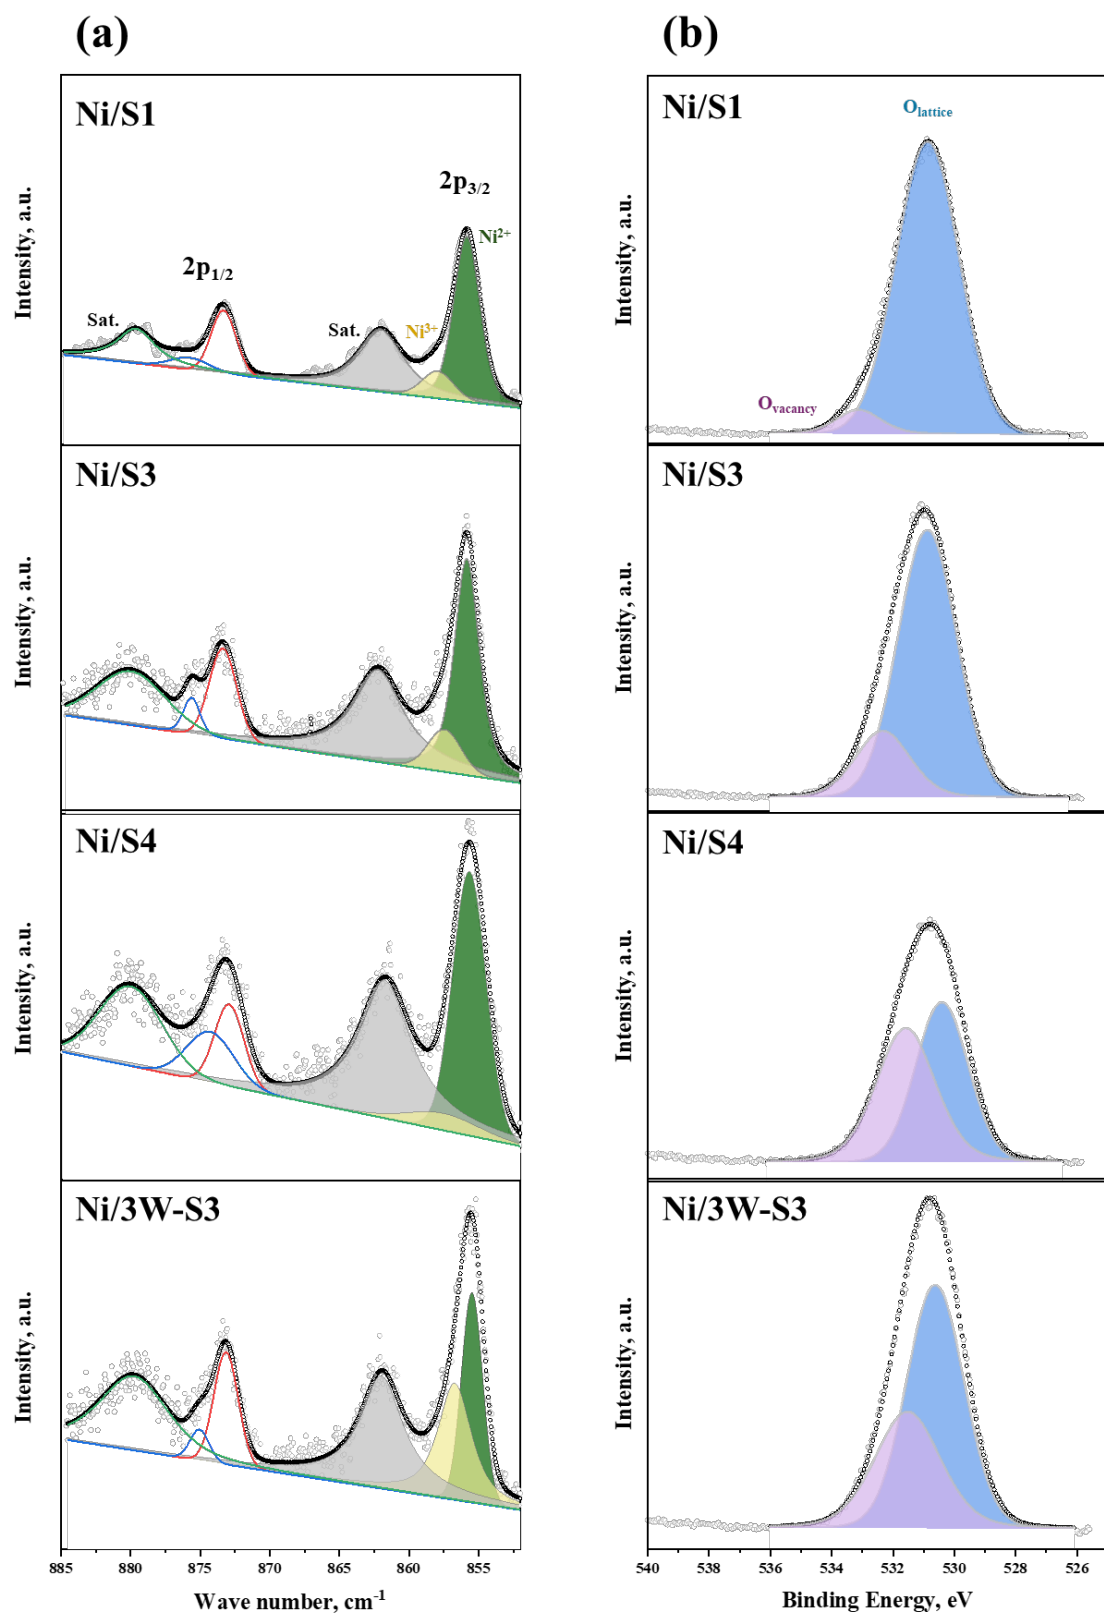 (a)
(b)
Ni/S1
2p3/2
Ni2+
2p1/2
Sat.
Sat.
Ni3+
Intensity, a.u.
Ni/S3
Intensity, a.u.
Ni/S4
Intensity, a.u.
Ni/3W-S3
Intensity, a.u.
885 880 875 870 865 860 855
Wave number, cm-1
Ni/S1
Olattice
Ovacancy
Intensity, a.u.
Ni/S3
Intensity, a.u.
Ni/S4
Intensity, a.u.
Ni/3W-S3
Intensity, a.u.
540 538 536 534 532 530 528 526
Binding Energy, eV